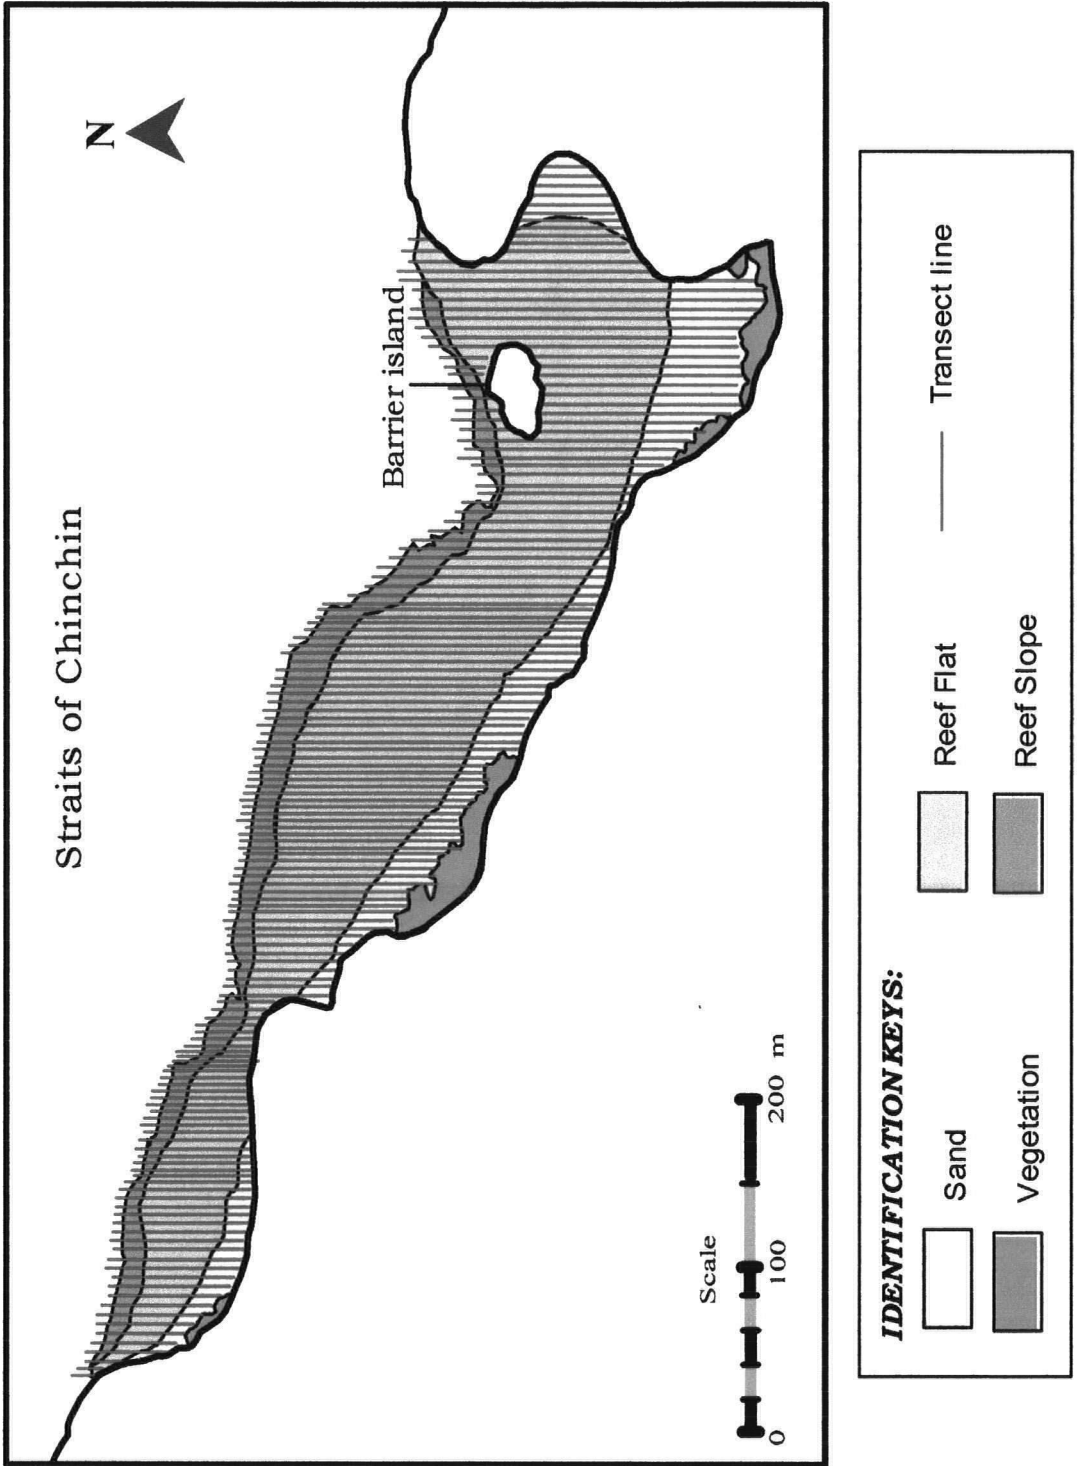 Straits of Chinchin
N
Barrier island
Scale
0 100 200 m
IDENTIFICATION KEYS:
Sand
Reef Flat
Transect line
Vegetation
Reef Slope